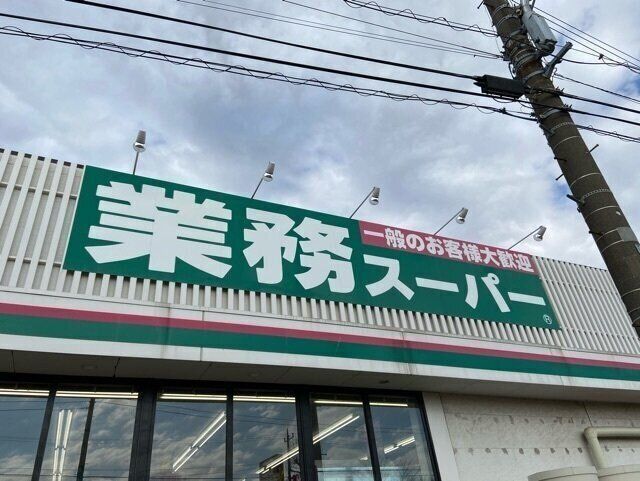 一般のお客様大歓迎
業務スーパー
®